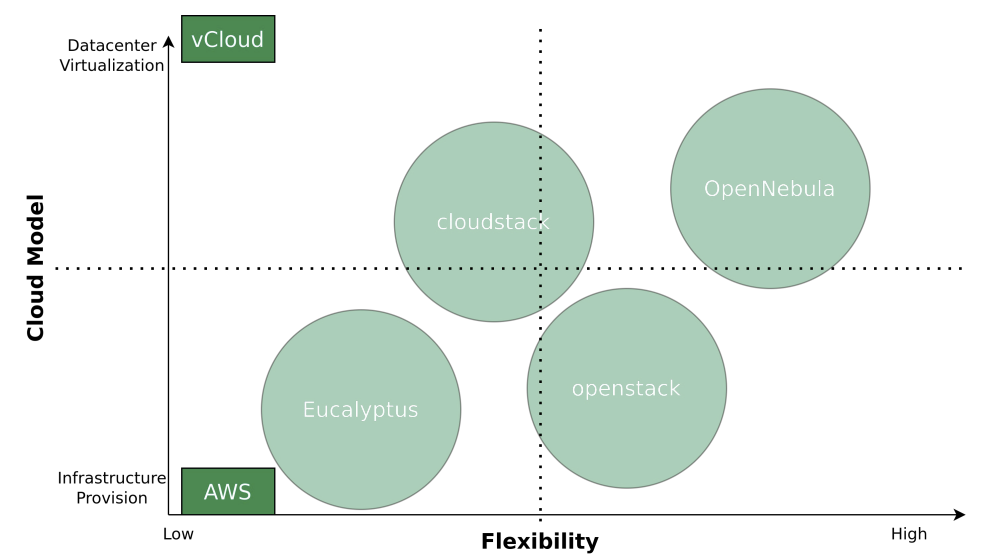 vCloud
Datacenter
Virtualization
OpenNebula
cloudstack
Cloud Model
openstack
Eucalyptus
Infrastructure
Provision
AWS
Low
Flexibility
High